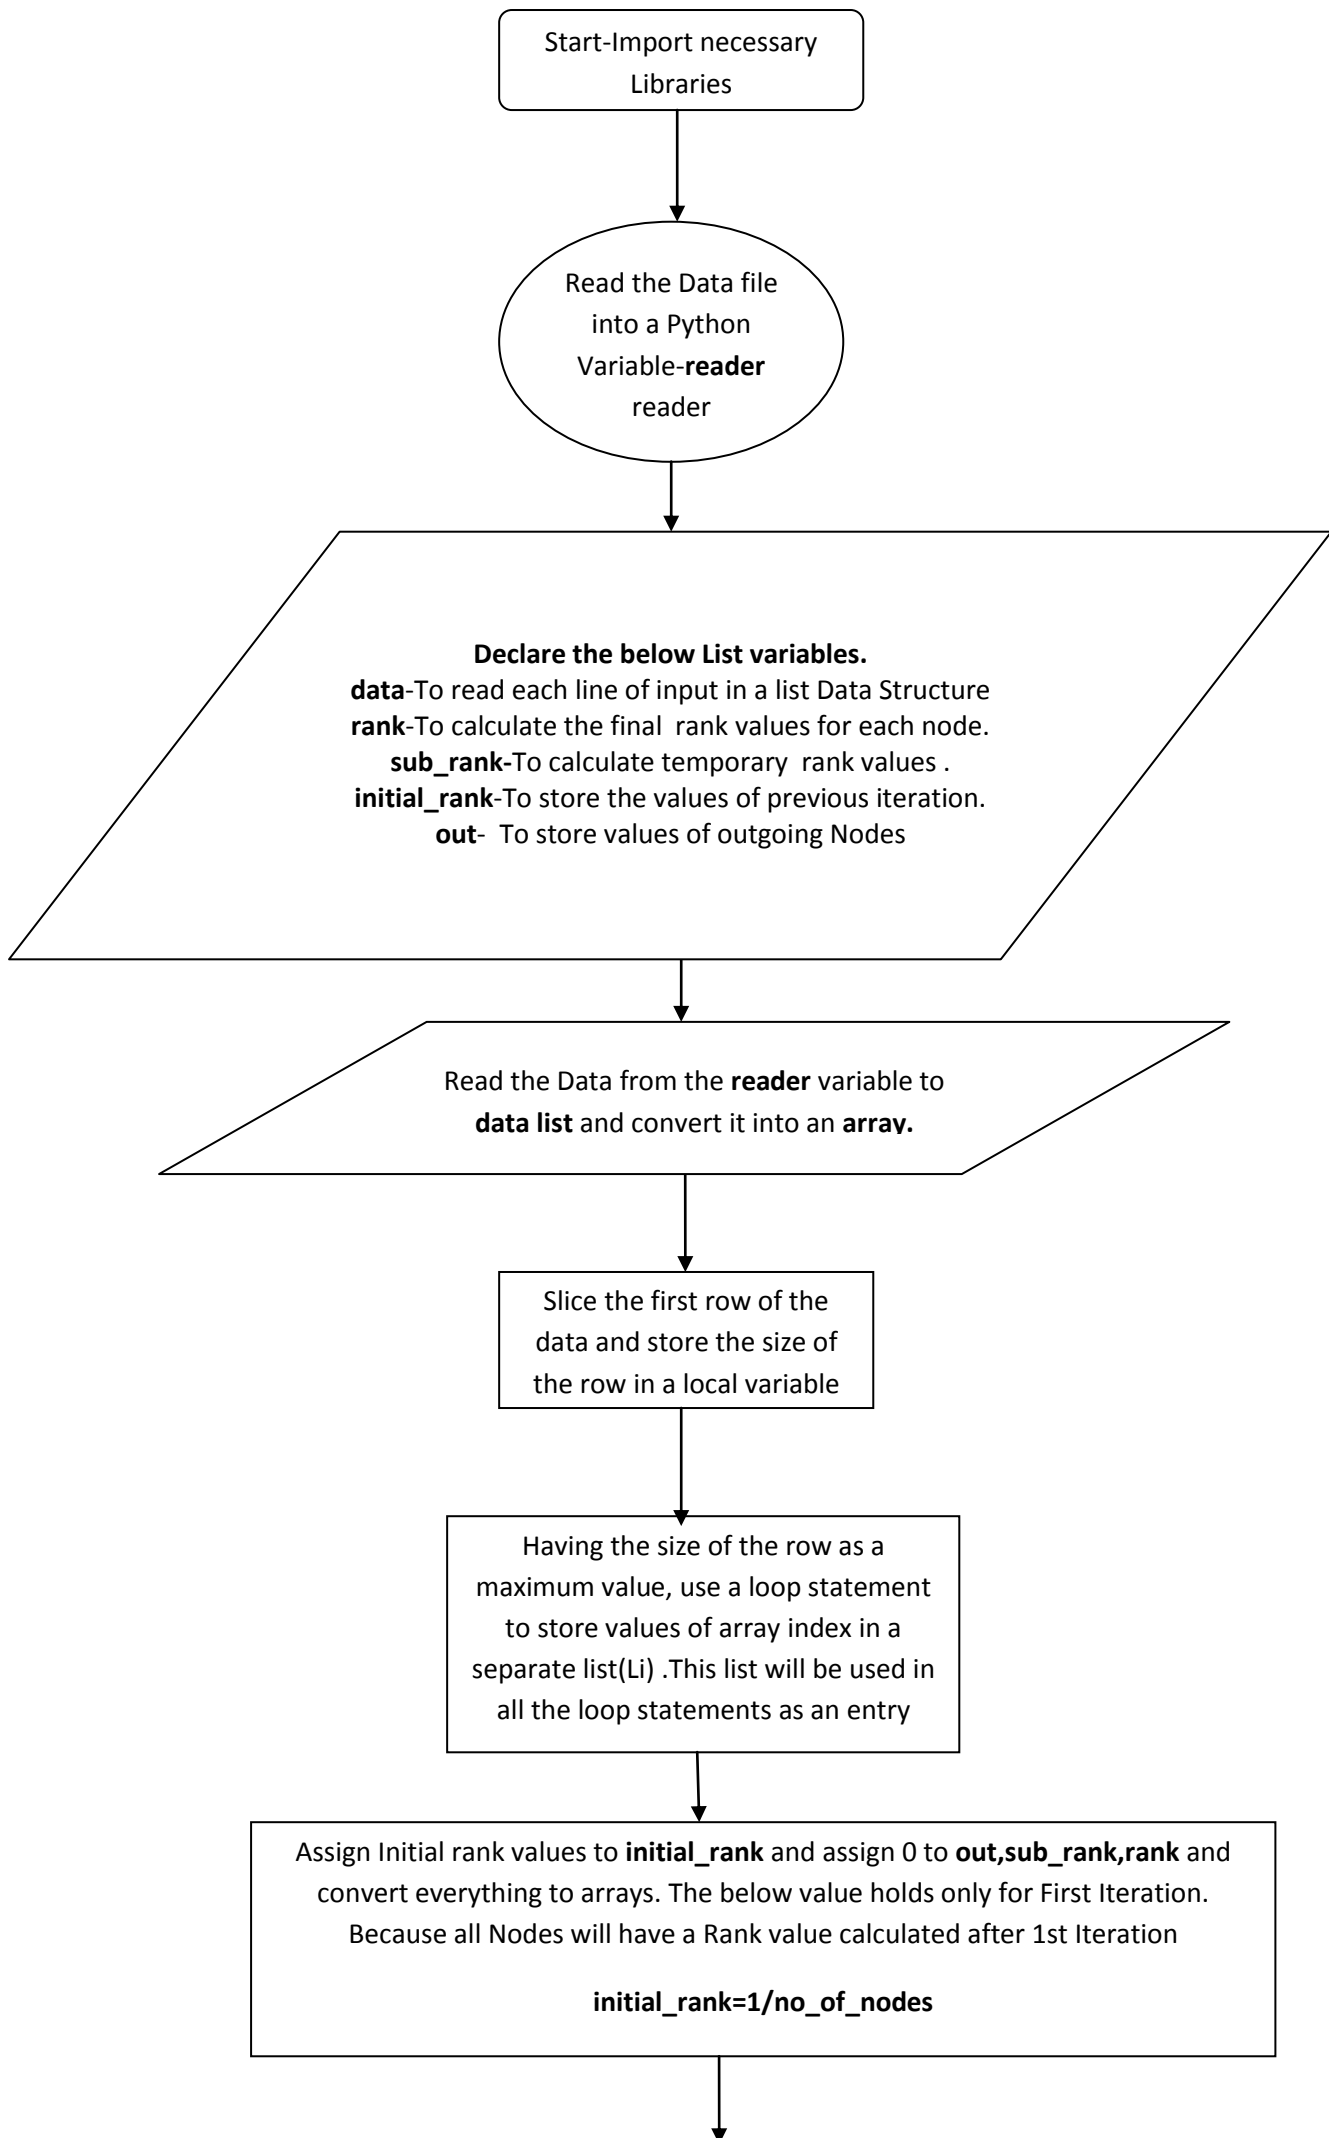 Start-Import necessary
Libraries
Read the Data file
into a Python
Variable-reader
reader
Declare the below List variables.
data-To read each line of input in a list Data Structure
rank-To calculate the final  rank values for each node.
sub_rank-To calculate temporary  rank values .
initial_rank-To store the values of previous iteration.
out-  To store values of outgoing Nodes
Read the Data from the reader variable to
data list and convert it into an array.
Slice the first row of the
data and store the size of
the row in a local variable
Having the size of the row as a
maximum value, use a loop statement
to store values of array index in a
separate list(Li) .This list will be used in
all the loop statements as an entry
Assign Initial rank values to initial_rank and assign 0 to out,sub_rank,rank and
convert everything to arrays. The below value holds only for First Iteration.
Because all Nodes will have a Rank value calculated after 1st Iteration
initial_rank=1/no_of_nodes